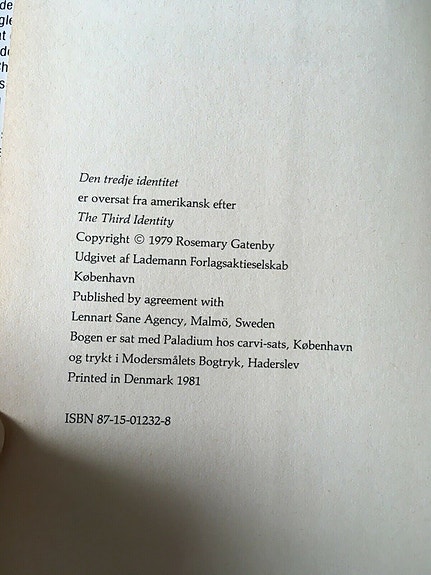 Den tredje identitet
er oversat fra amerikansk efter
The Third Identity
Copyright © 1979 Rosemary Gatenby
Udgivet af Lademann Forlagsaktieselskab
København
Published by agreement with
Lennart Sane Agency, Malmö, Sweden
Bogen er sat med Paladium hos carvi-sats, København
og trykt i Modersmålets Bogtryk, Haderslev
Printed in Denmark 1981
ISBN 87-15-01232-8